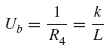 U_b = 1/R_4 = k/L